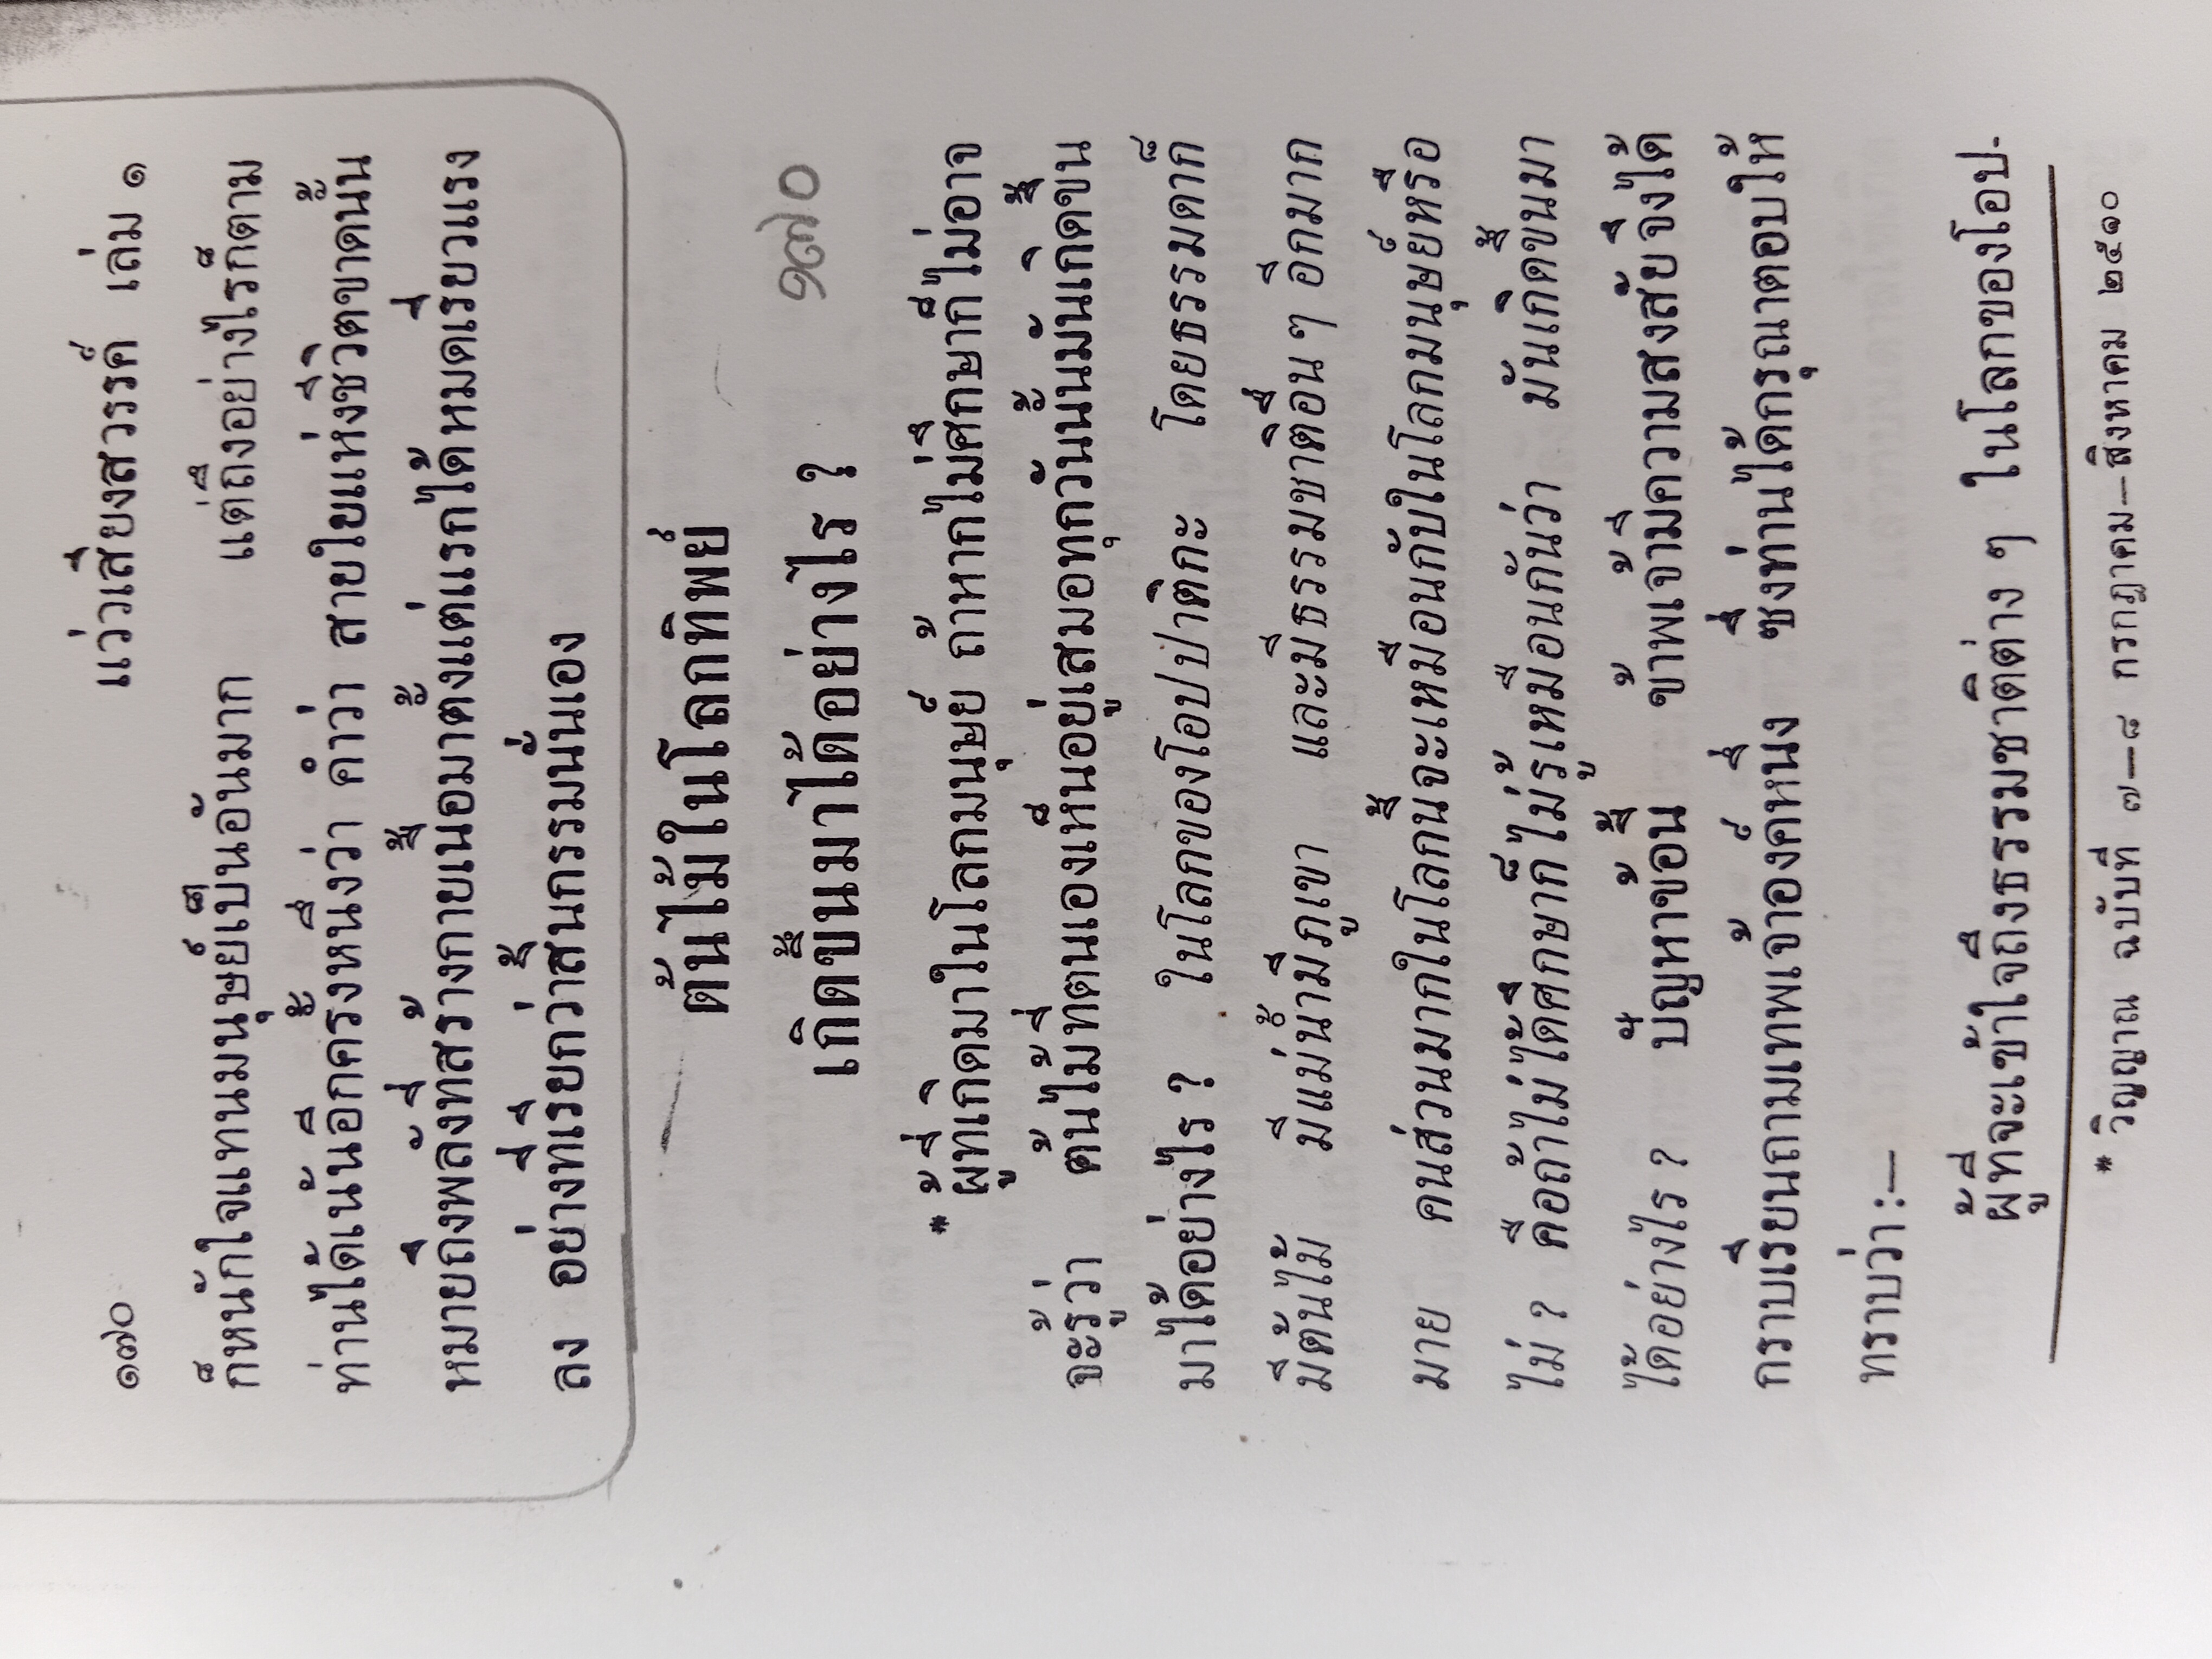 ๑๗๐ แว่วเสียงสวรรค์ เล่ม ๑
ก็หนักใจแทนมนุษย์เป็นอันมาก แต่ถึงอย่างไรก็ตาม
ท่านได้เน้นอีกครั้งหนึ่งว่า คำว่า สายใยแห่งชีวิตขาดนั้น
หมายถึงพลังที่สร้างกายเนื้อมาตั้งแต่แรกได้หมดเรี่ยวแรง
ลง อย่างที่เรียกว่าสิ้นกรรมนั่นเอง
ต้นไม้ในโลกทิพย์
เกิดขึ้นมาได้อย่างไร ?
๑๗๐
* ผู้ที่เกิดมาในโลกมนุษย์ ถ้าหากไม่ศึกษาก็ไม่อาจ
จะรู้ว่า ต้นไม้ที่ตนเองเห็นอยู่เสมอทุกวันนั้นมันเกิดขึ้น
มาได้อย่างไร ? ในโลกของโอปปาติกะ โดยธรรมดาก็
มีต้นไม้ มีแม่น้ำมีภูเขา และมีธรรมชาติอื่น ๆ อีกมาก
มาย คนส่วนมากในโลกนี้จะเหมือนกับในโลกมนุษย์หรือ
ไม่ ? คือถ้าไม่ได้ศึกษาก็ไม่รู้เหมือนกันว่า มันเกิดขึ้นมา
ได้อย่างไร ? ปัญหาข้อนี้ ข้าพเจ้ามีความสงสัยจึงได้
กราบเรียนถามเทพเจ้าองค์หนึ่ง ซึ่งท่านได้กรุณาตอบให้
ทราบว่า :—
ผู้ที่จะเข้าใจถึงธรรมชาติต่าง ๆ ในโลกของโอป-
* วิญญาณ ฉบับที่ ๗—๘ กรกฎาคม—สิงหาคม ๒๕๑๐